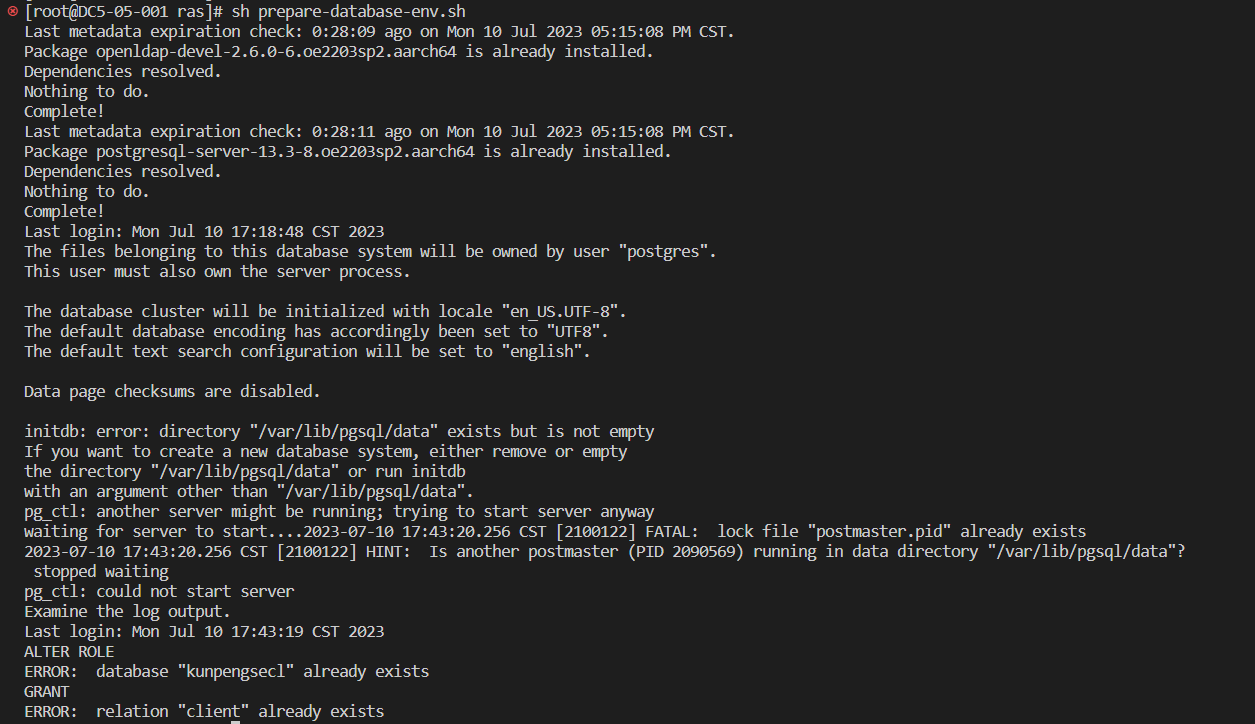 [root@DC5-05-001 ras]# sh prepare-database-env.sh
Last metadata expiration check: 0:28:09 ago on Mon 10 Jul 2023 05:15:08 PM CST.
Package openldap-devel-2.6.0-6.oe2203sp2.aarch64 is already installed.
Dependencies resolved.
Nothing to do.
Complete!
Last metadata expiration check: 0:28:11 ago on Mon 10 Jul 2023 05:15:08 PM CST.
Package postgresql-server-13.3-8.oe2203sp2.aarch64 is already installed.
Dependencies resolved.
Nothing to do.
Complete!
Last login: Mon Jul 10 17:18:48 CST 2023
The files belonging to this database system will be owned by user "postgres".
This user must also own the server process.

The database cluster will be initialized with locale "en_US.UTF-8".
The default database encoding has accordingly been set to "UTF8".
The default text search configuration will be set to "english".

Data page checksums are disabled.

initdb: error: directory "/var/lib/pgsql/data" exists but is not empty
If you want to create a new database system, either remove or empty
the directory "/var/lib/pgsql/data" or run initdb
with an argument other than "/var/lib/pgsql/data".
pg_ctl: another server might be running; trying to start server anyway
waiting for server to start....2023-07-10 17:43:20.256 CST [2100122] FATAL:  lock file "postmaster.pid" already exists
2023-07-10 17:43:20.256 CST [2100122] HINT:  Is another postmaster (PID 2090569) running in data directory "/var/lib/pgsql/data"?
 stopped waiting
pg_ctl: could not start server
Examine the log output.
Last login: Mon Jul 10 17:43:19 CST 2023
ALTER ROLE
ERROR:  database "kunpengsecl" already exists
GRANT
ERROR:  relation "client" already exists